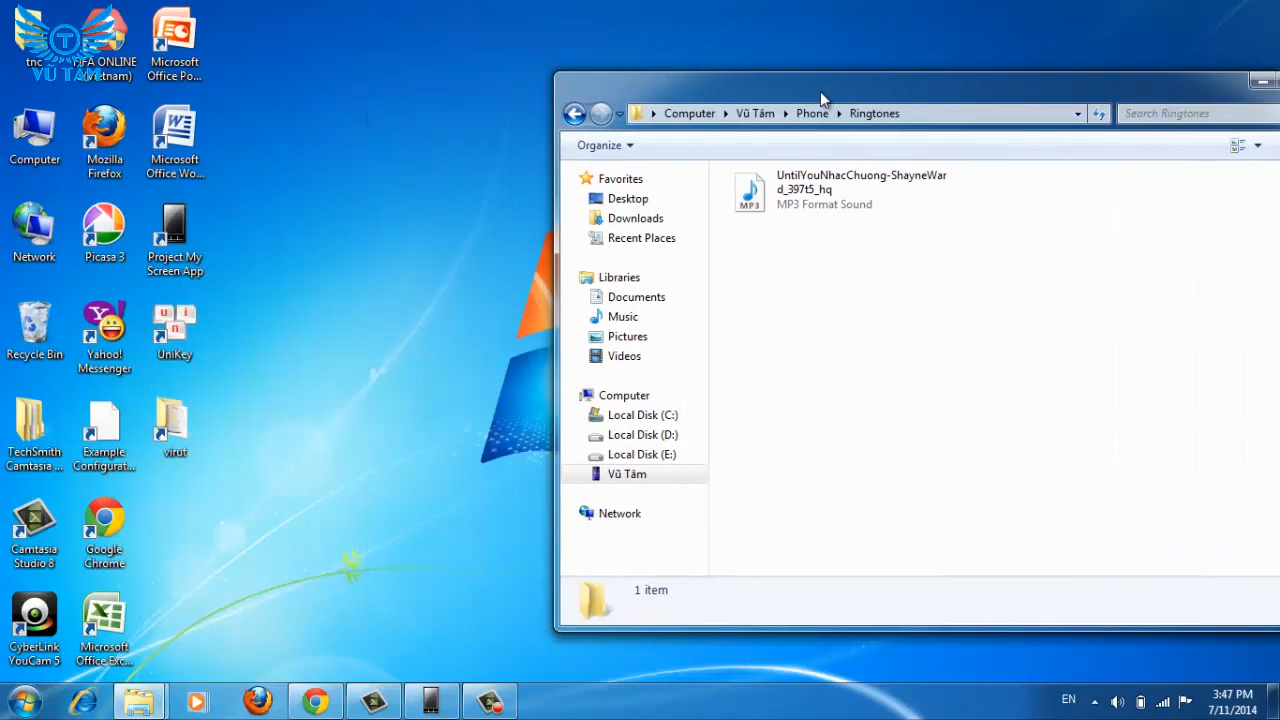 T
VŨ TÂM
tnc
FIFA ONLINE
(Vietnam)
Microsoft
Office Po...
Computer
Mozilla
Firefox
Microsoft
Office Wo...
Network
Picasa 3
Project My
Screen App
Recycle Bin
Yahoo!
Messenger
u i
n
UniKey
TechSmith
Camtasia ...
Example
Configurat...
virut
Camtasia
Studio 8
Google
Chrome
CyberLink
YouCam 5
Microsoft
Office Exc...
Computer
Vũ Tâm
Phone
Ringtones
Search Ringtones
Organize
Favorites
Desktop
Downloads
Recent Places
Libraries
Documents
Music
Pictures
Videos
Computer
Local Disk (C:)
Local Disk (D:)
Local Disk (E:)
Vũ Tâm
Network
MP3
UntilYouNhacChuong-ShayneWar
d_397t5_hq
MP3 Format Sound
1 item
EN
3:47 PM
7/11/2014